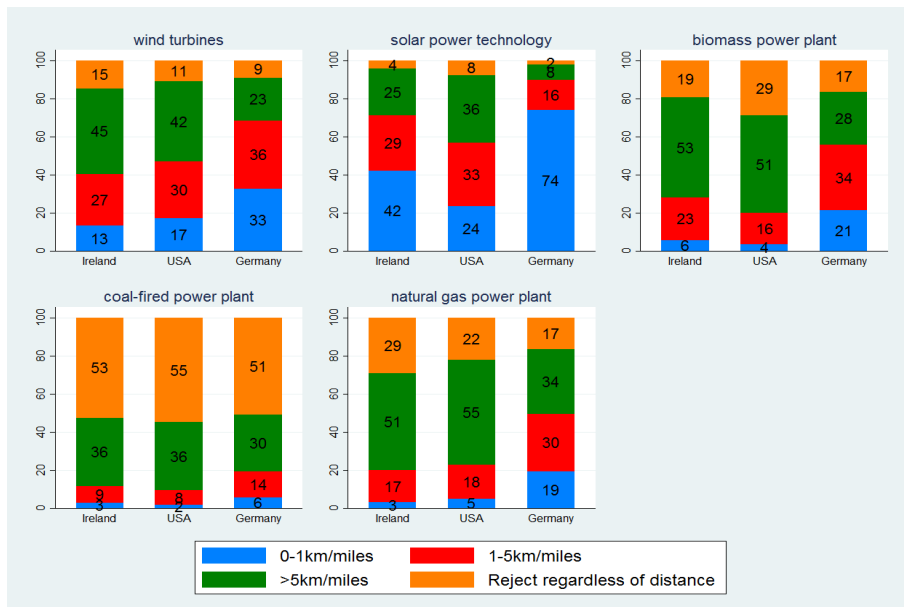 wind turbines
100
80
60
40
20
0
15 11 9
45 42 23
27 30 36
13 17 33
Ireland USA Germany
solar power technology
100
80
60
40
20
0
4 8 2
25 36 8
29 33 16
42 24 74
Ireland USA Germany
biomass power plant
100
80
60
40
20
0
19 29 17
53 51 28
23 16 34
6 4 21
Ireland USA Germany
coal-fired power plant
100
80
60
40
20
0
53 55 51
36 36 30
9 8 14
3 2 6
Ireland USA Germany
natural gas power plant
100
80
60
40
20
0
29 22 17
51 55 34
17 18 30
3 5 19
Ireland USA Germany
0-1km/miles 1-5km/miles
>5km/miles Reject regardless of distance